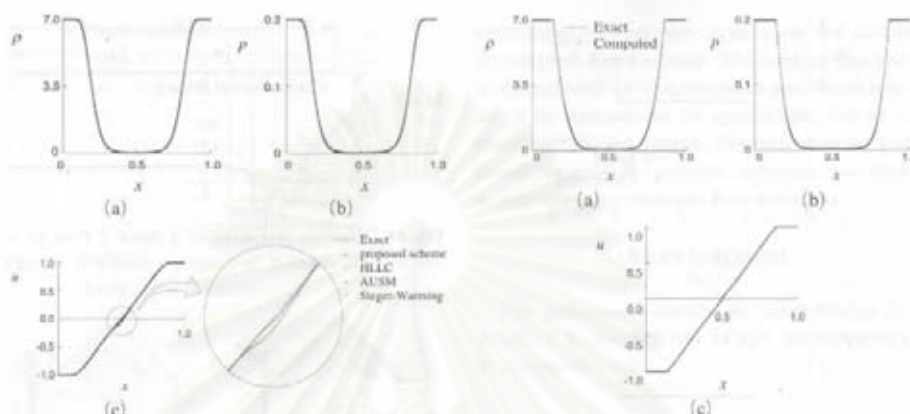 7.0
ρ
3.5
0
0 0.5 1.0
x
(a)
0.2
P
0.1
0
0 0.5 1.0
x
(b)
Exact
proposed scheme
HLLC
AUSM
Steger-Warming
1.0
u
0.5
0.0
-0.5
-1.0
1.0
x
7.0
ρ
0
0 0.5 1.0
x
Exact
Computed
(a)
0.2
P
0.1
0
0 0.5 1.0
x
(b)
1.0
u
0.5
0.0
-0.5
-1.0
0.5 1.0
x
(c)